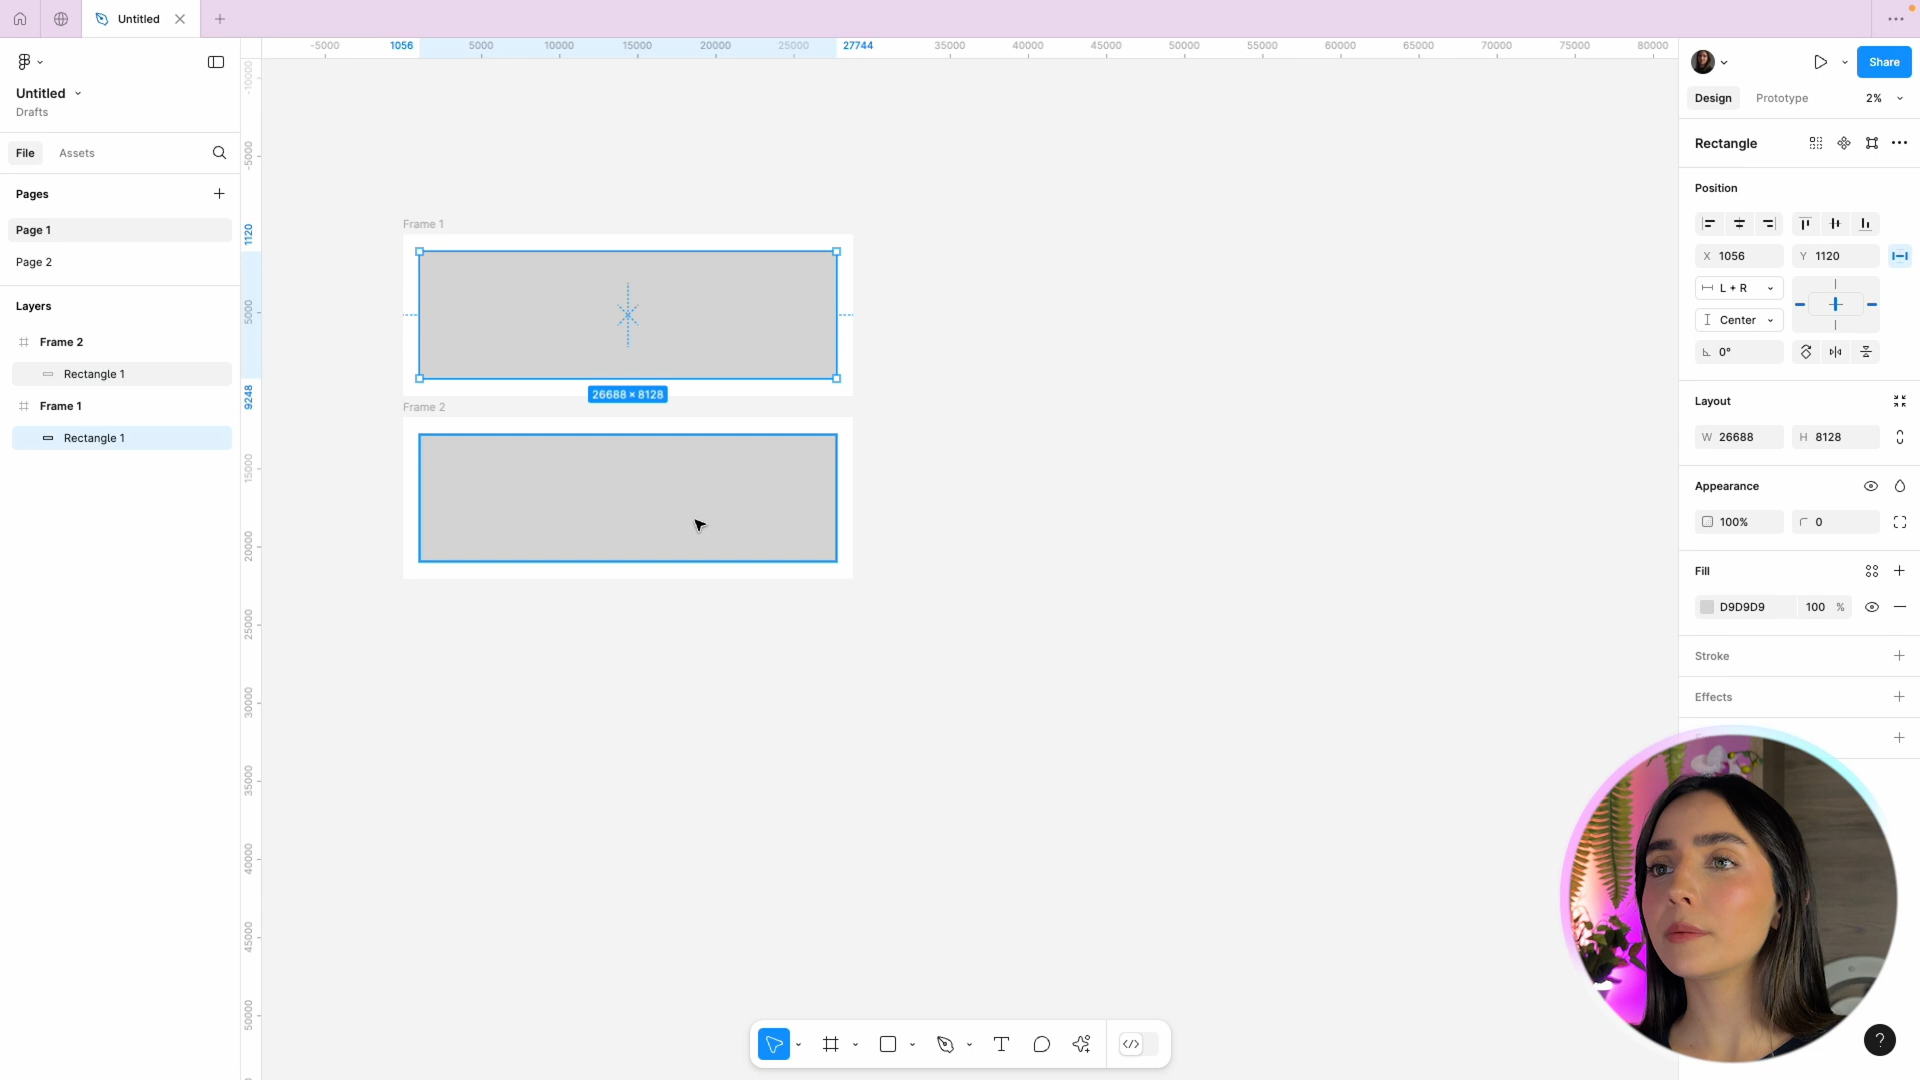 Untitled
-5000
1056
5000
10000
15000
20000
25000
27744
35000
40000
45000
50000
55000
60000
65000
70000
75000
80000
Share
Untitled
Drafts
Design
Prototype
2%
File
Assets
Pages
Page 1
Page 2
Layers
Frame 2
Rectangle 1
Frame 1
Rectangle 1
-10000
-5000
1120
5000
9248
15000
20000
25000
30000
35000
40000
45000
50000
Frame 1
26688 × 8128
Frame 2
Rectangle
Position
X 1056
Y 1120
L + R
Center
0°
Layout
W 26688
H 8128
Appearance
100%
0
Fill
D9D9D9
100 %
Stroke
Effects
?